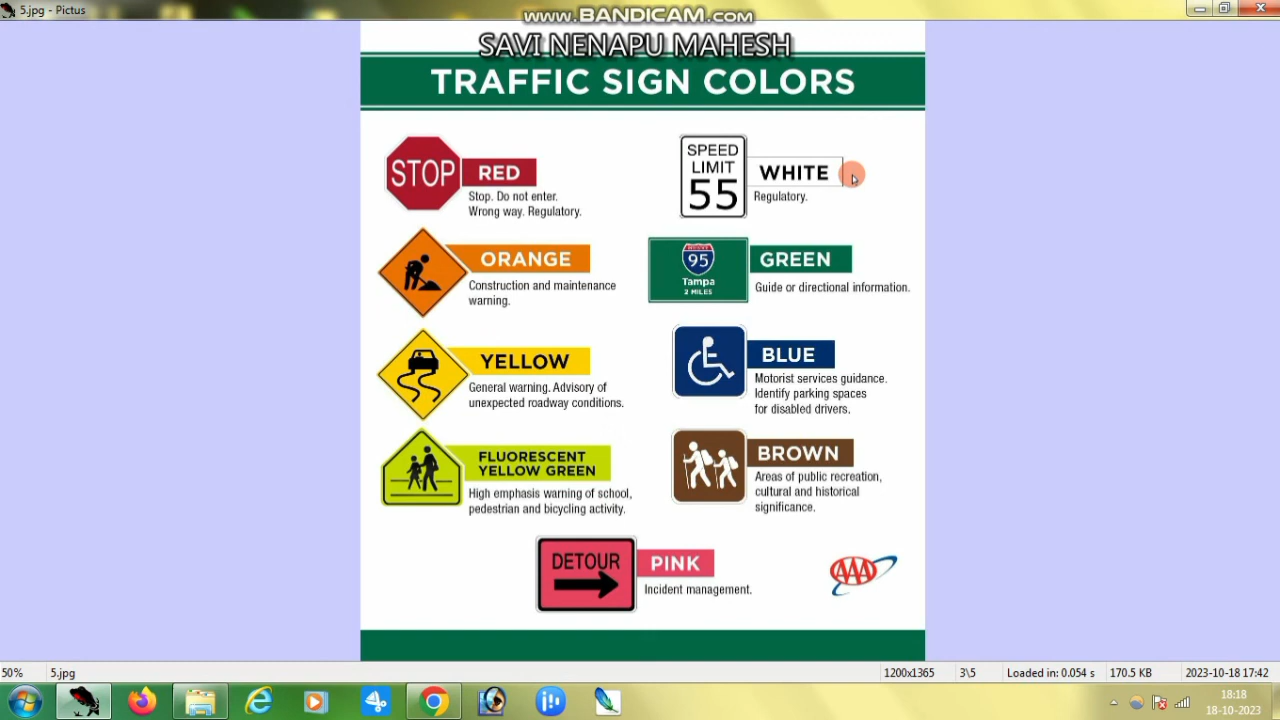 5.jpg - Pictus
www.BANDICAM.com
SAVI NENAPU MAHESH
TRAFFIC SIGN COLORS
STOP
RED
Stop. Do not enter.
Wrong way. Regulatory.
SPEED
LIMIT
55
WHITE
Regulatory.
ORANGE
Construction and maintenance
warning.
95
Tampa
2 MILES
GREEN
Guide or directional information.
YELLOW
General warning. Advisory of
unexpected roadway conditions.
BLUE
Motorist services guidance.
Identify parking spaces
for disabled drivers.
FLUORESCENT
YELLOW GREEN
High emphasis warning of school,
pedestrian and bicycling activity.
BROWN
Areas of public recreation,
cultural and historical
significance.
DETOUR
PINK
Incident management.
AAA
50%
5.jpg
1200x1365
3\5
Loaded in: 0.054 s
170.5 KB
2023-10-18 17:42
18:18
18-10-2023